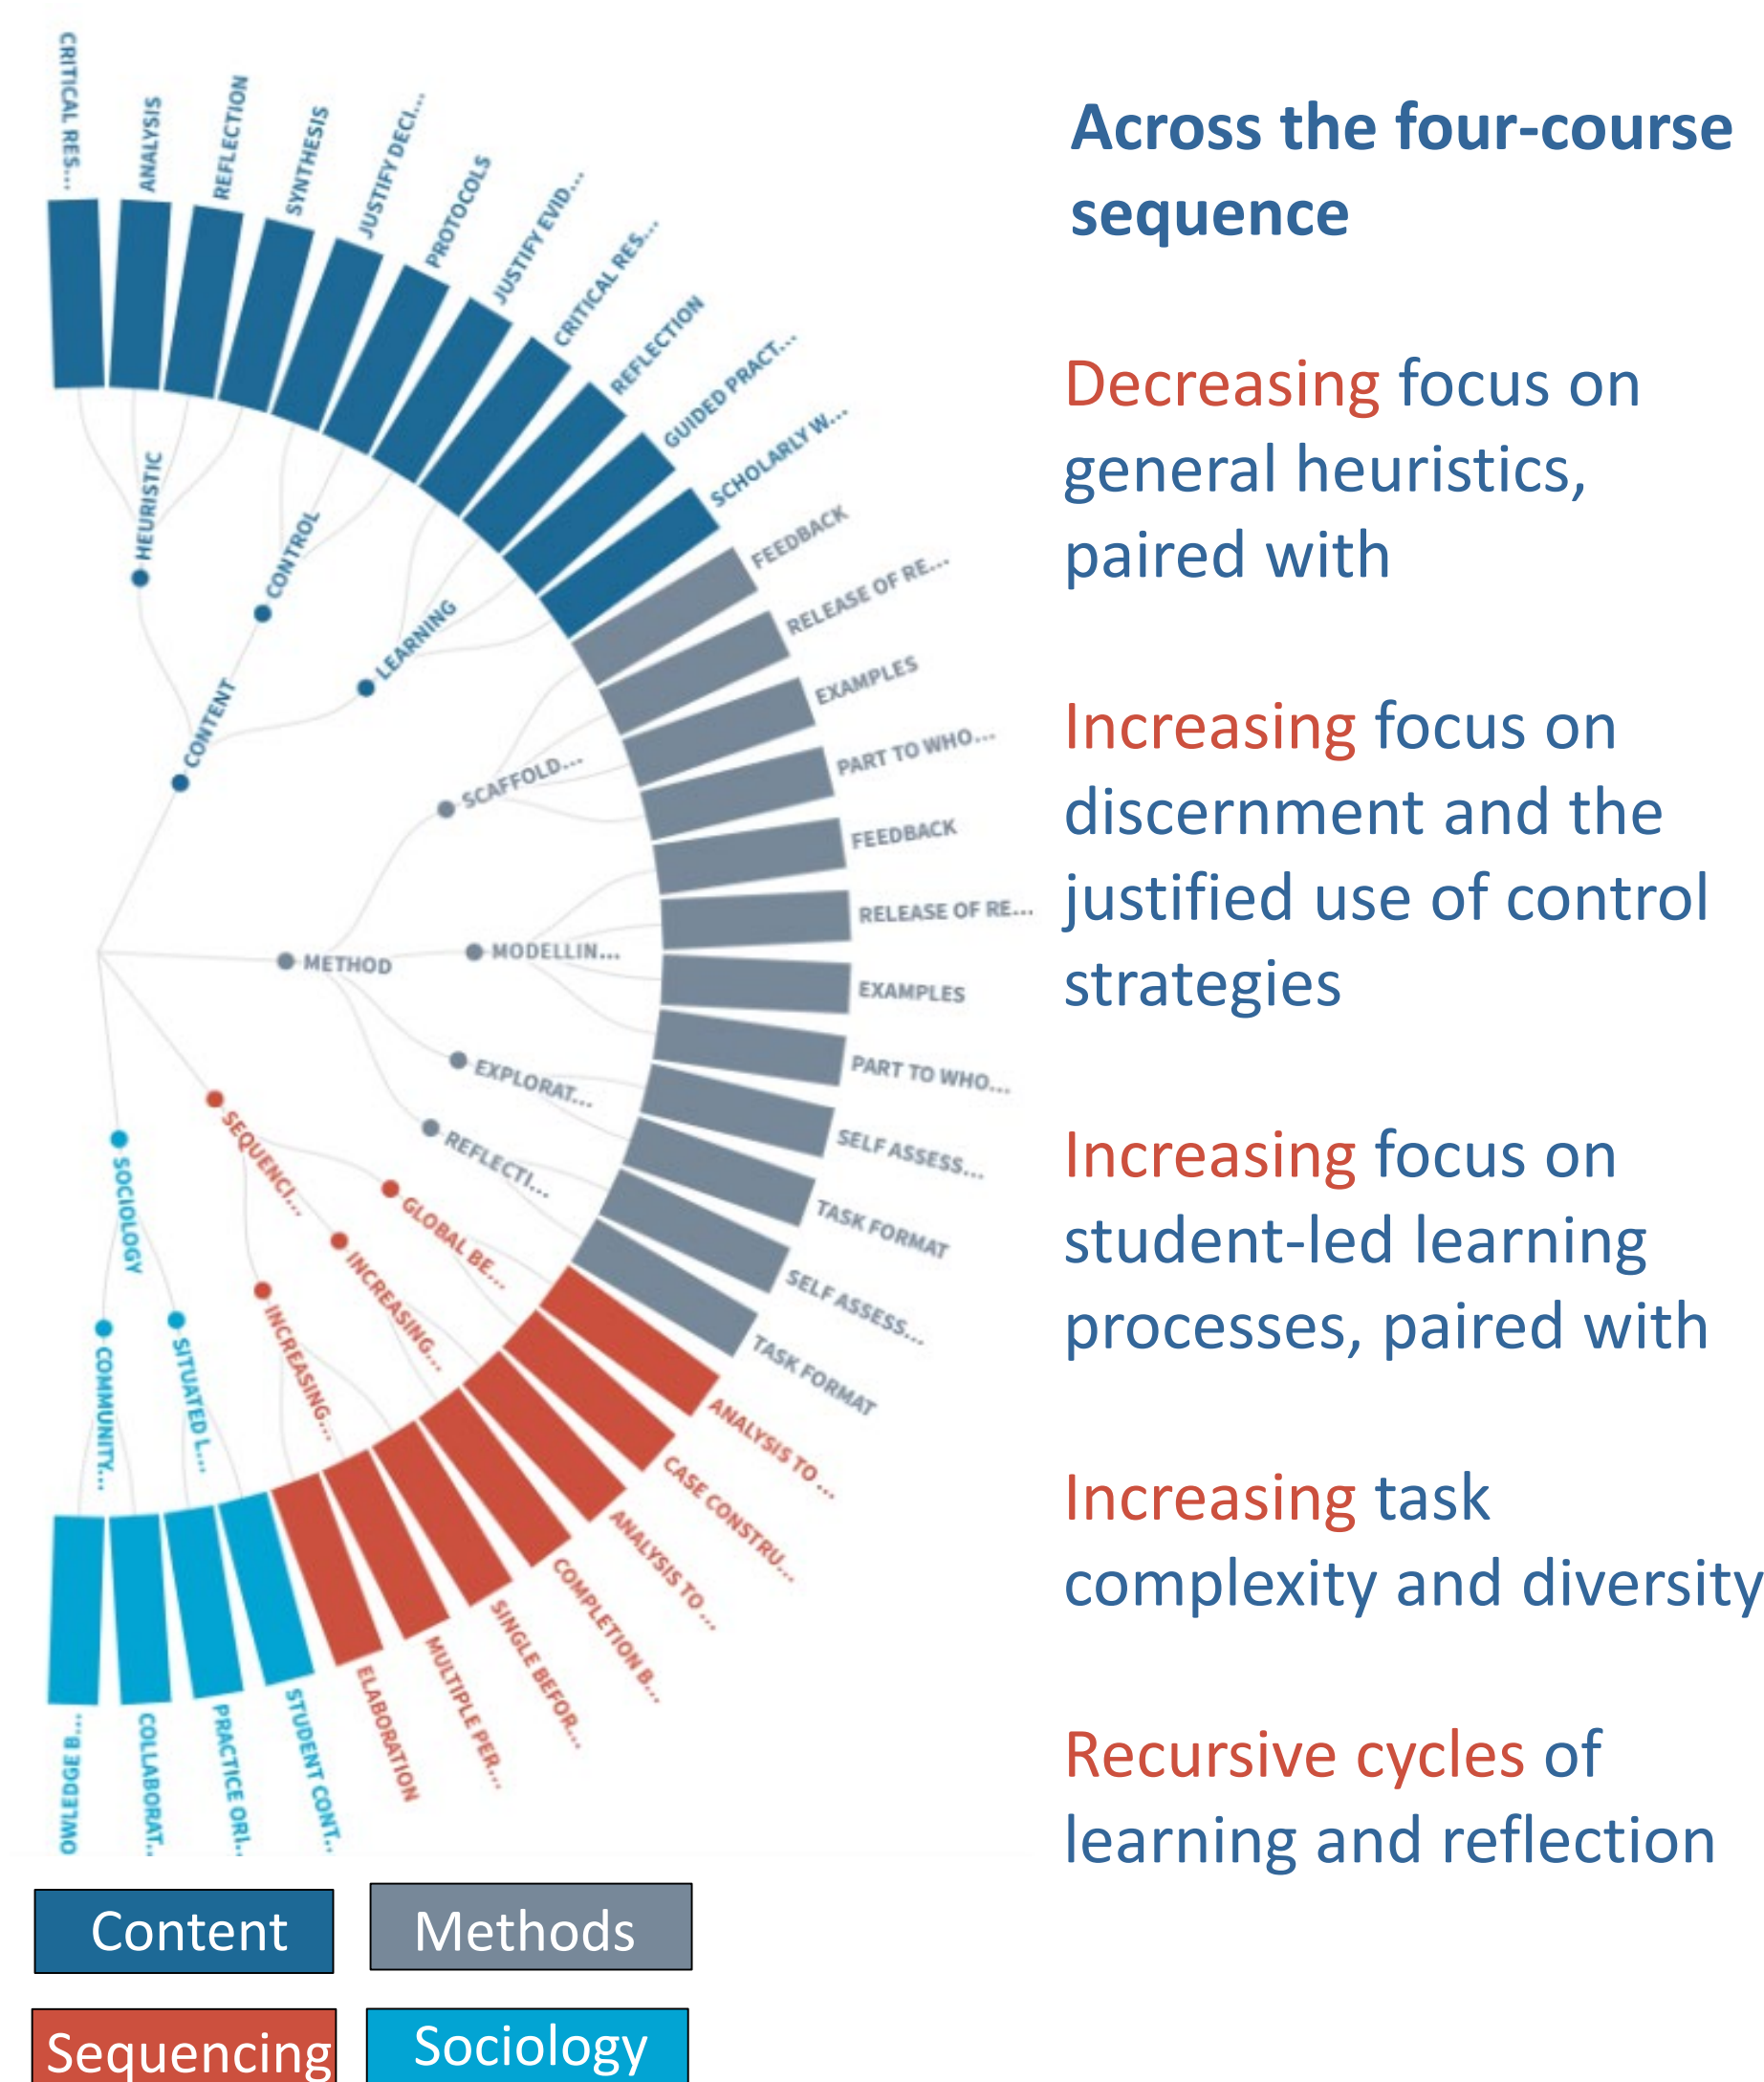 CRITICAL RES...
ANALYSIS
REFLECTION
SYNTHESIS
JUSTIFY DECI...
PROTOCOLS
JUSTIFY EVID...
CRITICAL RES...
REFLECTION
GUIDED PRACT...
SCHOLARLY W...
FEEDBACK
RELEASE OF RE...
EXAMPLES
PART TO WHO...
FEEDBACK
RELEASE OF RE...
EXAMPLES
PART TO WHO...
SELF ASSESS...
TASK FORMAT
SELF ASSESS...
TASK FORMAT
ANALYSIS TO ...
CASE CONSTRU...
ANALYSIS TO ...
COMPLETION B...
SINGLE BEFOR...
MULTIPLE PER...
ELABORATION
STUDENT CONT..
PRACTICE ORI..
COLLABORAT..
OWLEDGE B...
HEURISTIC
CONTROL
LEARNING
CONTENT
SCAFFOLD...
MODELLIN...
METHOD
EXPLORAT...
REFLECTI...
SEQUENCI...
GLOBAL BE...
INCREASING...
INCREASING...
SOCIOLOGY
SITUATED L...
COMMUNITY...
Content
Methods
Sequencing
Sociology
Across the four-course
sequence
Decreasing focus on
general heuristics,
paired with
Increasing focus on
discernment and the
justified use of control
strategies
Increasing focus on
student-led learning
processes, paired with
Increasing task
complexity and diversity
Recursive cycles of
learning and reflection